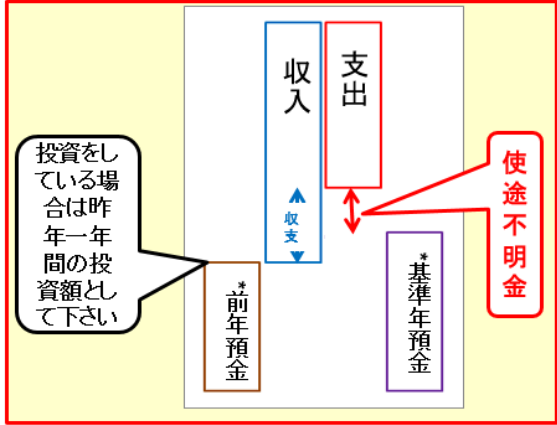 収入
支出
収支
使途不明金
投資をし
ている場
合は昨
年一年
間の投
資額とし
て下さい
*前年預金
*基準年預金